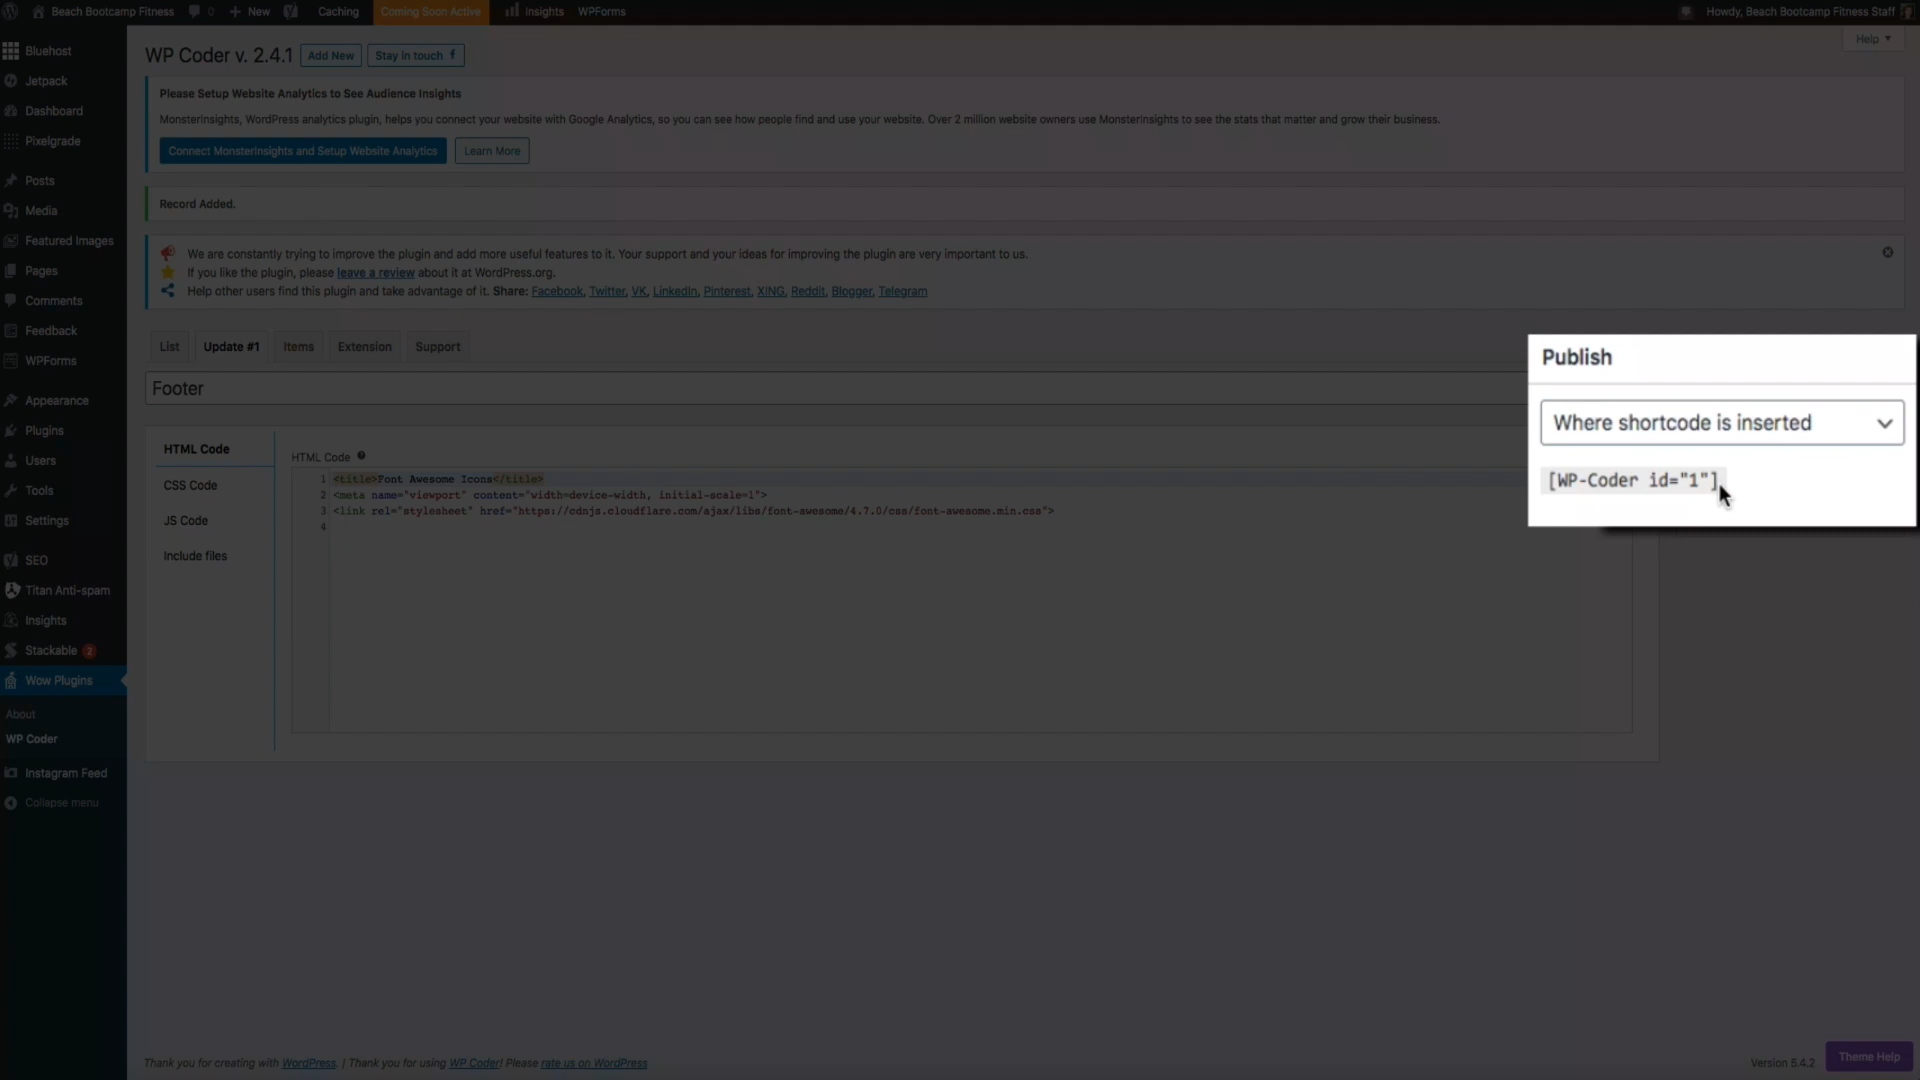 Beach Bootcamp Fitness 0 New Caching Coming Soon Active Insights WPForms Howdy, Beach Bootcamp Fitness Staff
Help
Bluehost
Jetpack
Dashboard
Pixelgrade
Posts
Media
Featured Images
Pages
Comments
Feedback
WPForms
Appearance
Plugins
Users
Tools
Settings
SEO
Titan Anti-spam
Insights
Stackable 2
Wow Plugins
About
WP Coder
Instagram Feed
Collapse menu
WP Coder v. 2.4.1 Add New Stay in touch f
Please Setup Website Analytics to See Audience Insights
MonsterInsights, WordPress analytics plugin, helps you connect your website with Google Analytics, so you can see how people find and use your website. Over 2 million website owners use MonsterInsights to see the stats that matter and grow their business.
Connect MonsterInsights and Setup Website Analytics Learn More
Record Added.
We are constantly trying to improve the plugin and add more useful features to it. Your support and your ideas for improving the plugin are very important to us.
If you like the plugin, please leave a review about it at WordPress.org.
Help other users find this plugin and take advantage of it. Share: Facebook, Twitter, VK, LinkedIn, Pinterest, XING, Reddit, Blogger, Telegram
List Update #1 Items Extension Support
Footer
HTML Code
CSS Code
JS Code
Include files
HTML Code
1 <title>Font Awesome Icons</title>
2 <meta name="viewport" content="width=device-width, initial-scale=1">
3 <link rel="stylesheet" href="https://cdnjs.cloudflare.com/ajax/libs/font-awesome/4.7.0/css/font-awesome.min.css">
4
Publish
Where shortcode is inserted
[WP-Coder id="1"]
Thank you for creating with WordPress. | Thank you for using WP Coder! Please rate us on WordPress
Version 5.4.2
Theme Help